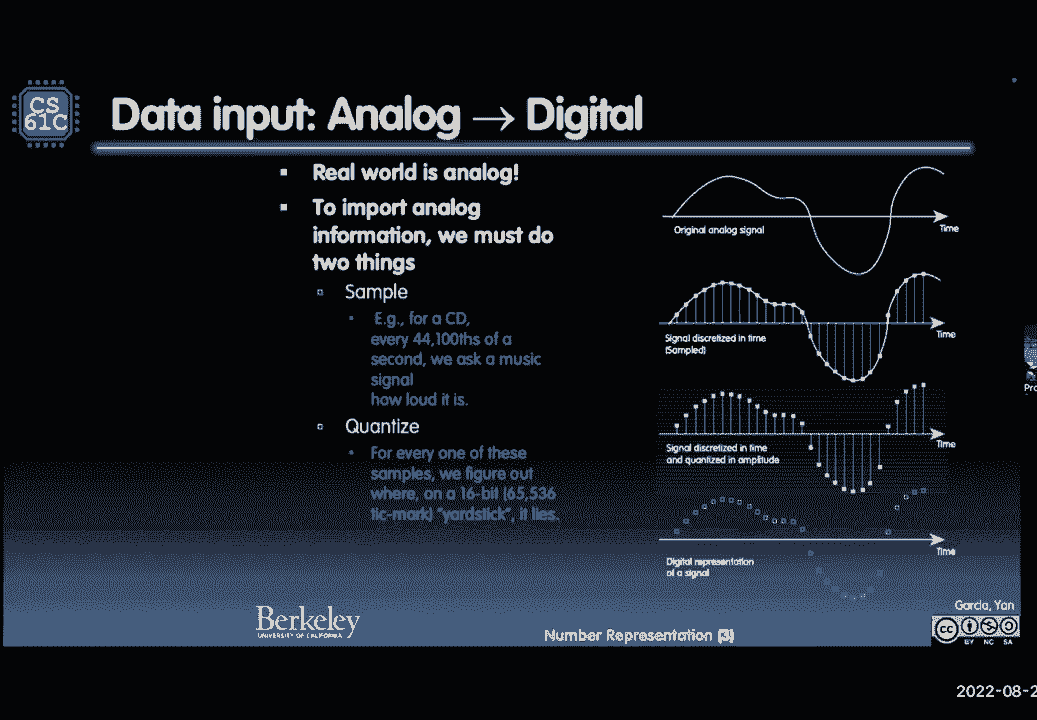 CS
61C
Data input: Analog → Digital
Real world is analog!
To import analog
information, we must do
two things
Sample
E.g., for a CD,
every 44,100ths of a
second, we ask a music
signal
how loud it is.
Quantize
For every one of these
samples, we figure out
where, on a 16-bit (65,536
tic-mark) "yardstick", it lies.
Original analog signal
Time
Signal discretized in time
(Sampled)
Time
Signal discretized in time
and quantized in amplitude
Time
Digital representation
of a signal
Time
Berkeley
UNIVERSITY OF CALIFORNIA
Number Representation (3)
Garcia, Yan
cc
BY NC SA
2022-08-2